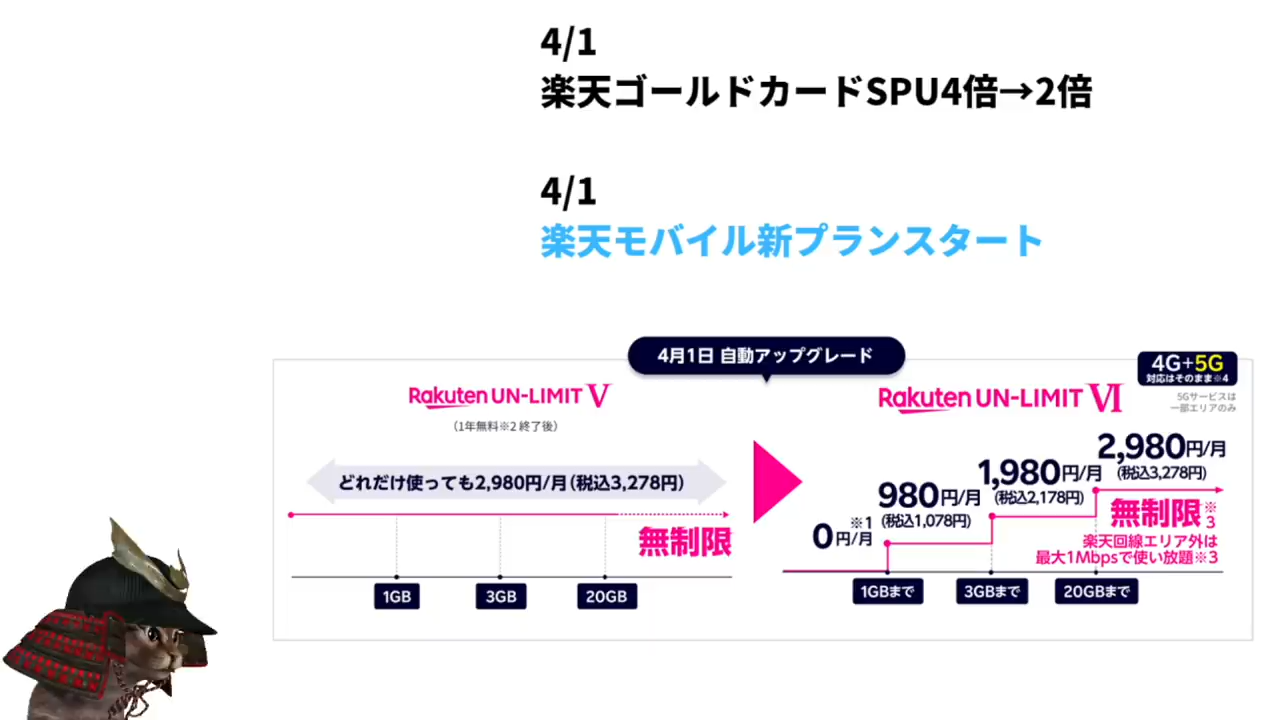 4/1
楽天ゴールドカードSPU4倍→2倍
4/1
楽天モバイル新プランスタート
4月1日 自動アップグレード
4G+5G
対応はそのまま※4
5Gサービスは
一部エリアのみ
Rakuten UN-LIMIT V
(1年無料※2 終了後)
どれだけ使っても2,980円/月(税込3,278円)
無制限
1GB
3GB
20GB
Rakuten UN-LIMIT VI
0円/月
※1
980円/月
(税込1,078円)
1,980円/月
(税込2,178円)
2,980円/月
(税込3,278円)
無制限※3
楽天回線エリア外は
最大1Mbpsで使い放題※3
1GBまで
3GBまで
20GBまで